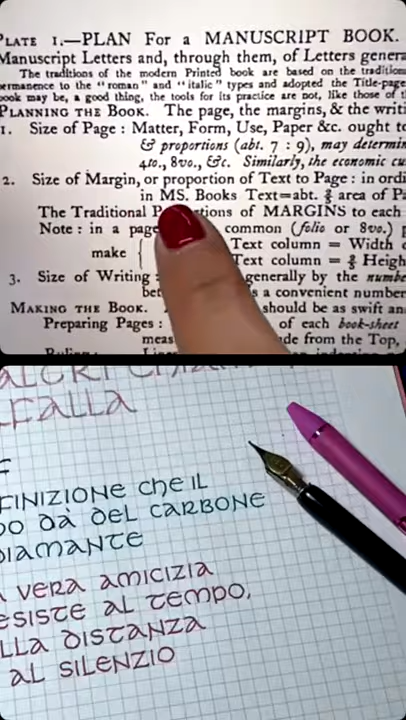 PLATE 1.—PLAN For a MANUSCRIPT BOOK.
Manuscript Letters and, through them, of Letters genera
The traditions of the modern Printed book are based on the tradition
permanence to the "roman" and "italic" types and adopted the Title-page
book may be, a good thing, the tools for its practice are not, like those of t
PLANNING THE BOOK. The page, the margins, & the writi
1. Size of Page: Matter, Form, Use, Paper &c. ought to
& proportions (abt. 7 : 9), may determin
4to., 8vo., &c. Similarly, the economic cu
2. Size of Margin, or proportion of Text to Page: in ordi
in MS. Books Text=abt. area of Pa
The Traditional tions of MARGINS to each
Note: in a page common (folio or 8vo.)
make Text column = Width o
Text column = Heigh
3. Size of Writing generally by the numbe
bet s a convenient number
MAKING THE BOOK. should be as swift an
Preparing Pages: of each book-sheet
meas de from the Top,
FALLA
F
FINIZIONE CHE IL
DO DÀ DEL CARBONE
DIAMANTE
A VERA AMICIZIA
ESISTE AL TEMPO,
LLA DISTANZA
AL SILENZIO